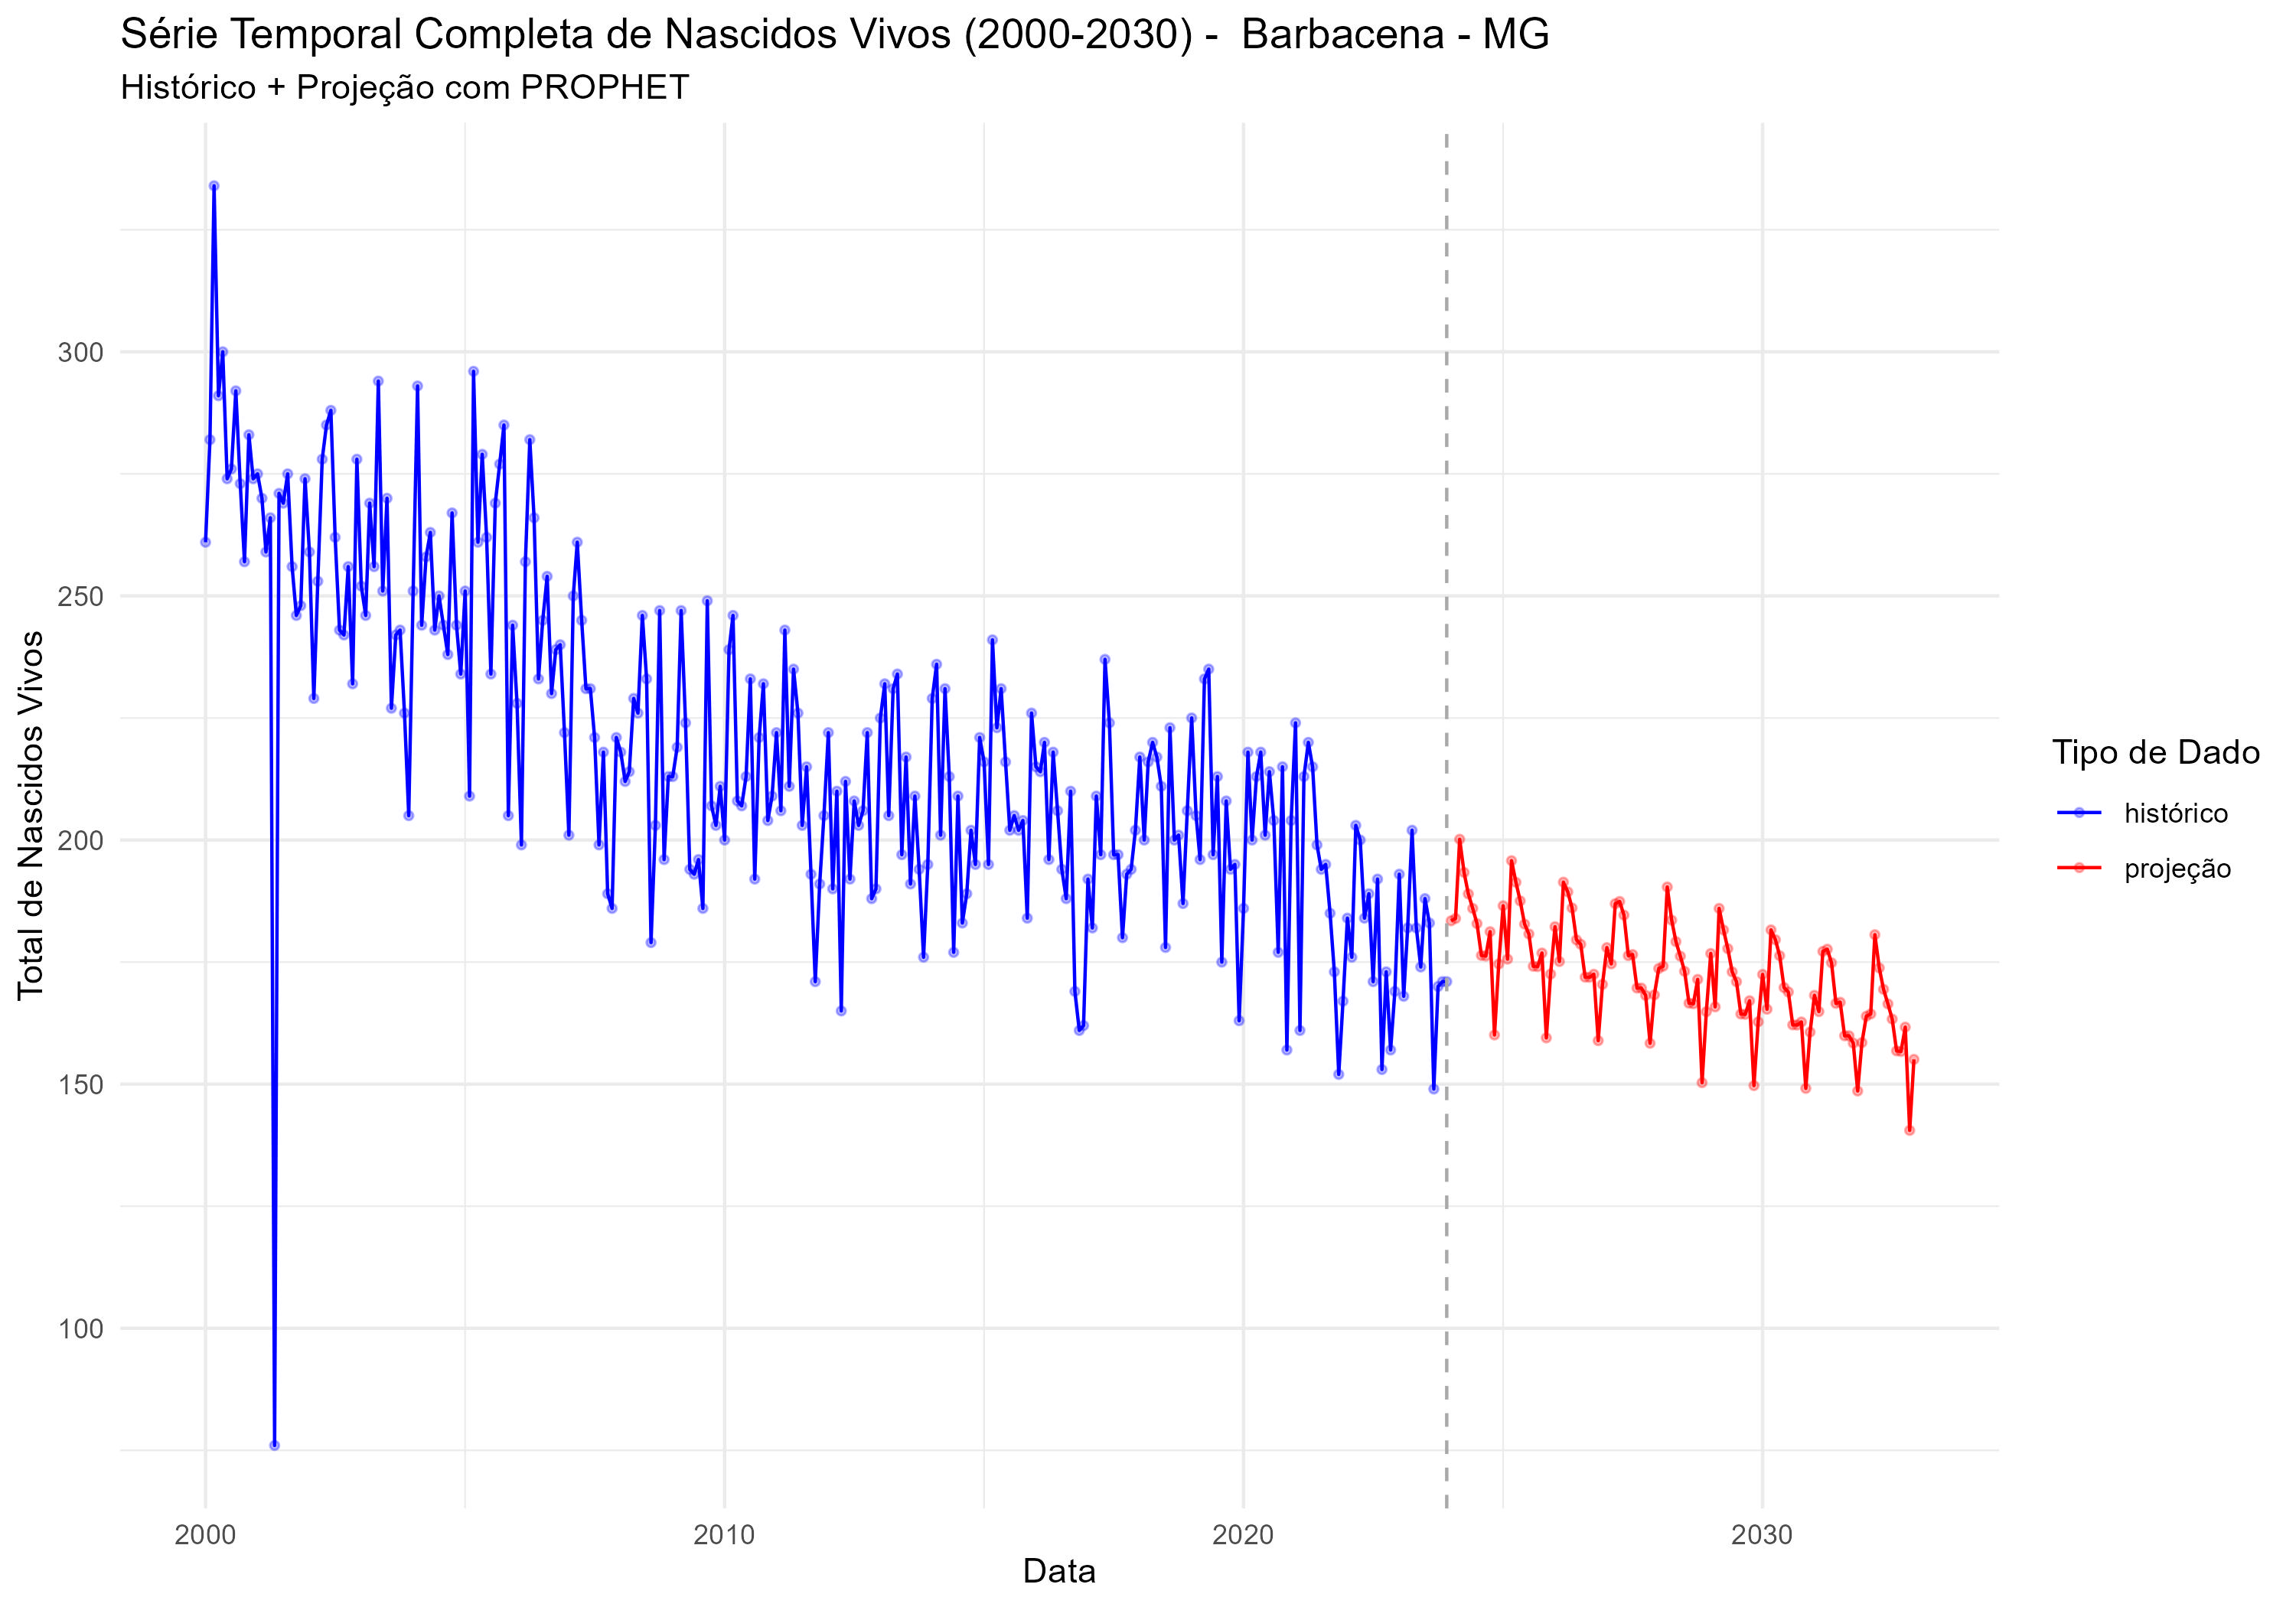 Série Temporal Completa de Nascidos Vivos (2000-2030) -  Barbacena - MG
Histórico + Projeção com PROPHET
Total de Nascidos Vivos
300
250
200
150
100
2000
2010
2020
2030
Data
Tipo de Dado
histórico
projeção